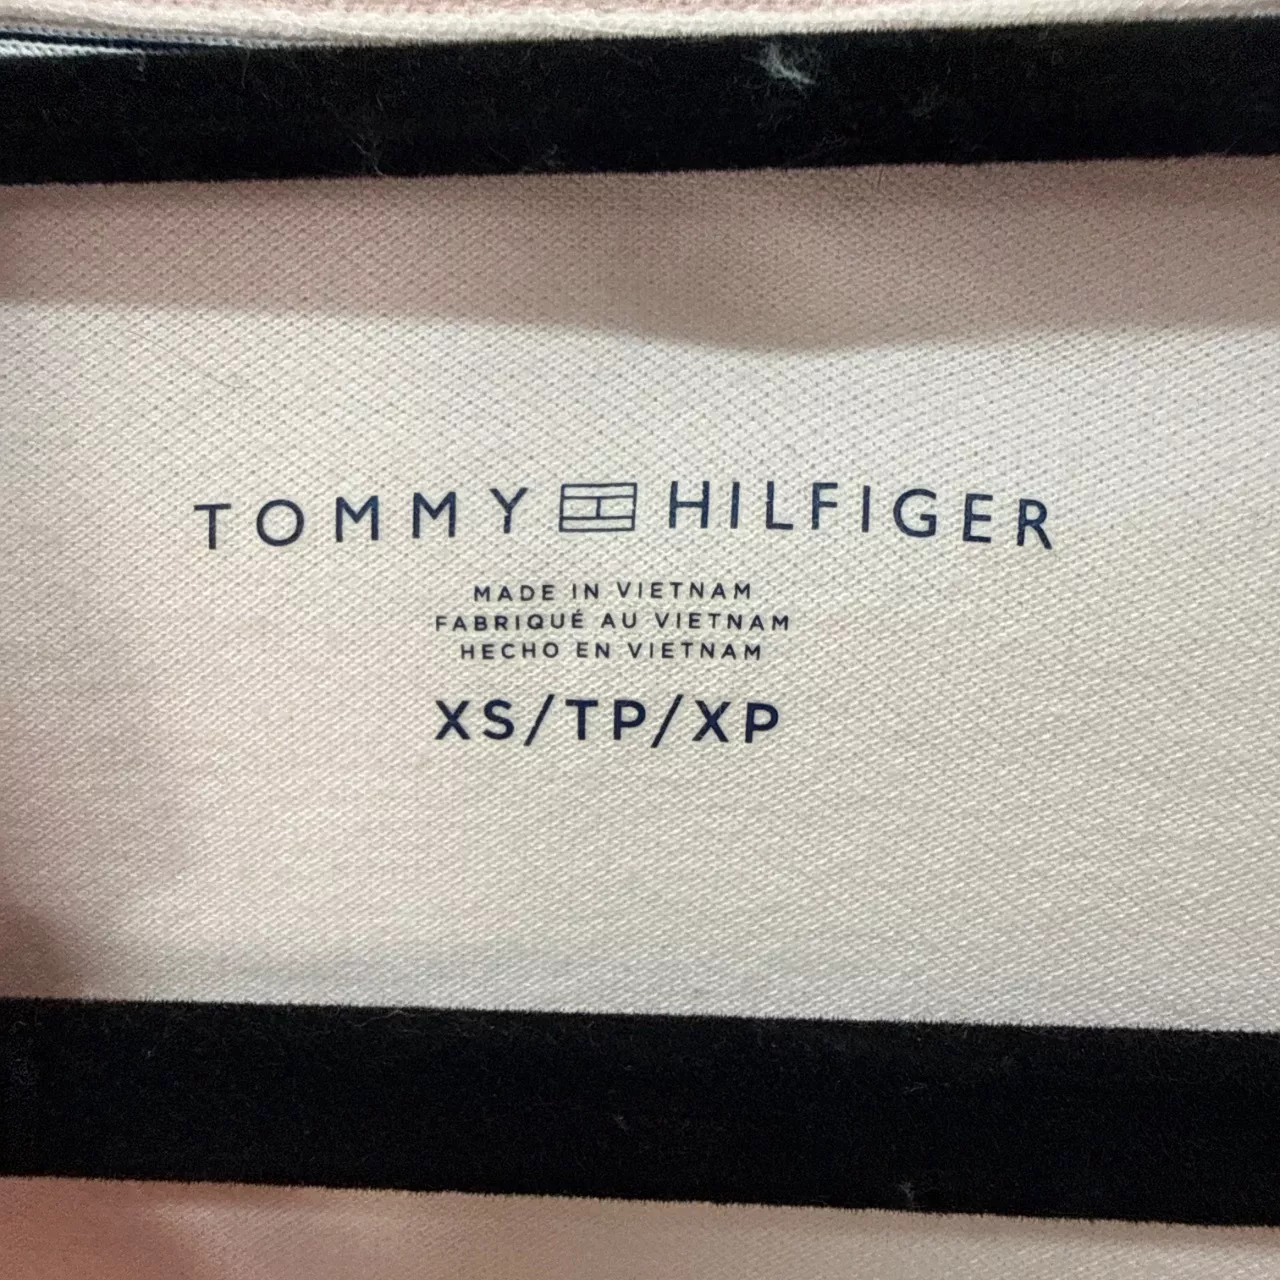 TOMMY HILFIGER
MADE IN VIETNAM
FABRIQUÉ AU VIETNAM
HECHO EN VIETNAM
XS/TP/XP